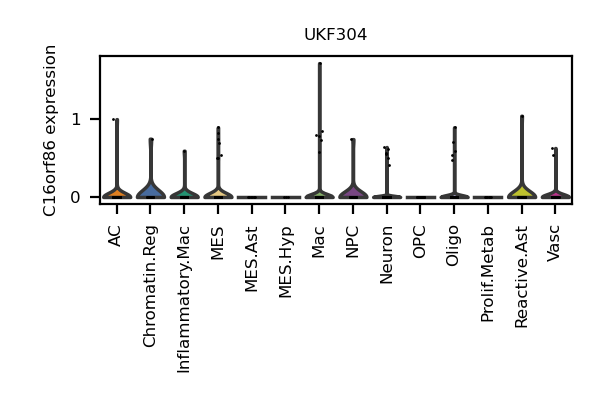 UKF304
C16orf86 expression
1
0
AC
Chromatin.Reg
Inflammatory.Mac
MES
MES.Ast
MES.Hyp
Mac
NPC
Neuron
OPC
Oligo
Prolif.Metab
Reactive.Ast
Vasc